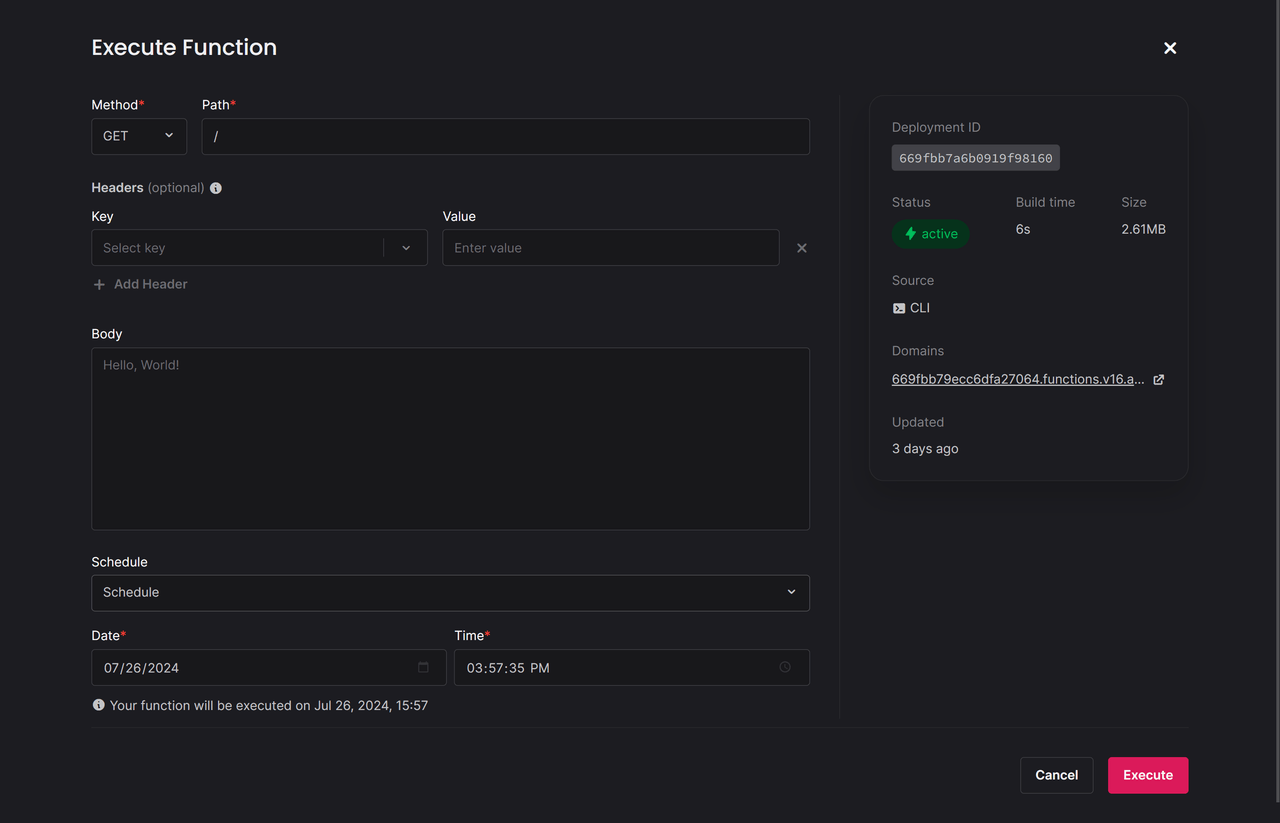 Execute Function
Method* Path*
GET /
Headers (optional)
Key Value
Select key Enter value
Add Header
Body
Hello, World!
Schedule
Schedule
Date* Time*
07/26/2024 03:57:35 PM
Your function will be executed on Jul 26, 2024, 15:57
Deployment ID
669fbb7a6b0919f98160
Status Build time Size
active 6s 2.61MB
Source
CLI
Domains
669fbb79ecc6dfa27064.functions.v16.a...
Updated
3 days ago
Cancel Execute